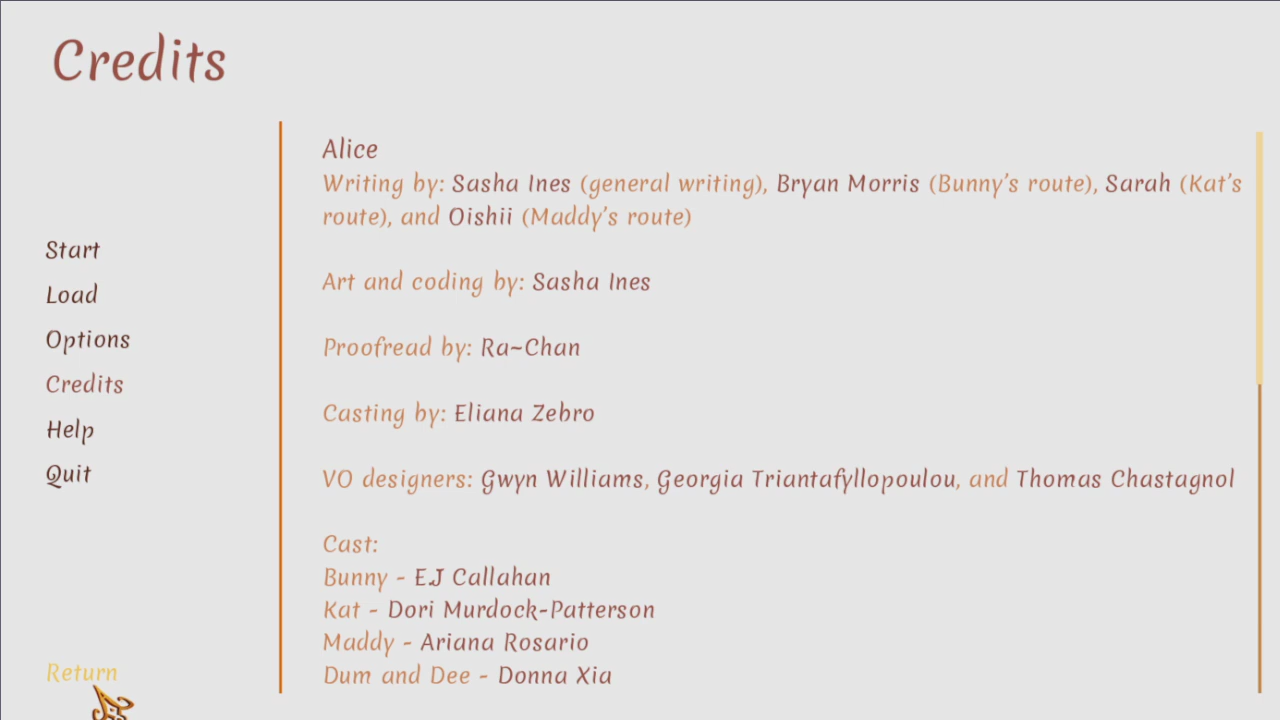 Credits
Start
Load
Options
Credits
Help
Quit
Return
Alice
Writing by: Sasha Ines (general writing), Bryan Morris (Bunny's route), Sarah (Kat's
route), and Oishii (Maddy's route)
Art and coding by: Sasha Ines
Proofread by: Ra~Chan
Casting by: Eliana Zebro
VO designers: Gwyn Williams, Georgia Triantafyllopoulou, and Thomas Chastagnol
Cast:
Bunny - EJ Callahan
Kat - Dori Murdock-Patterson
Maddy - Ariana Rosario
Dum and Dee - Donna Xia